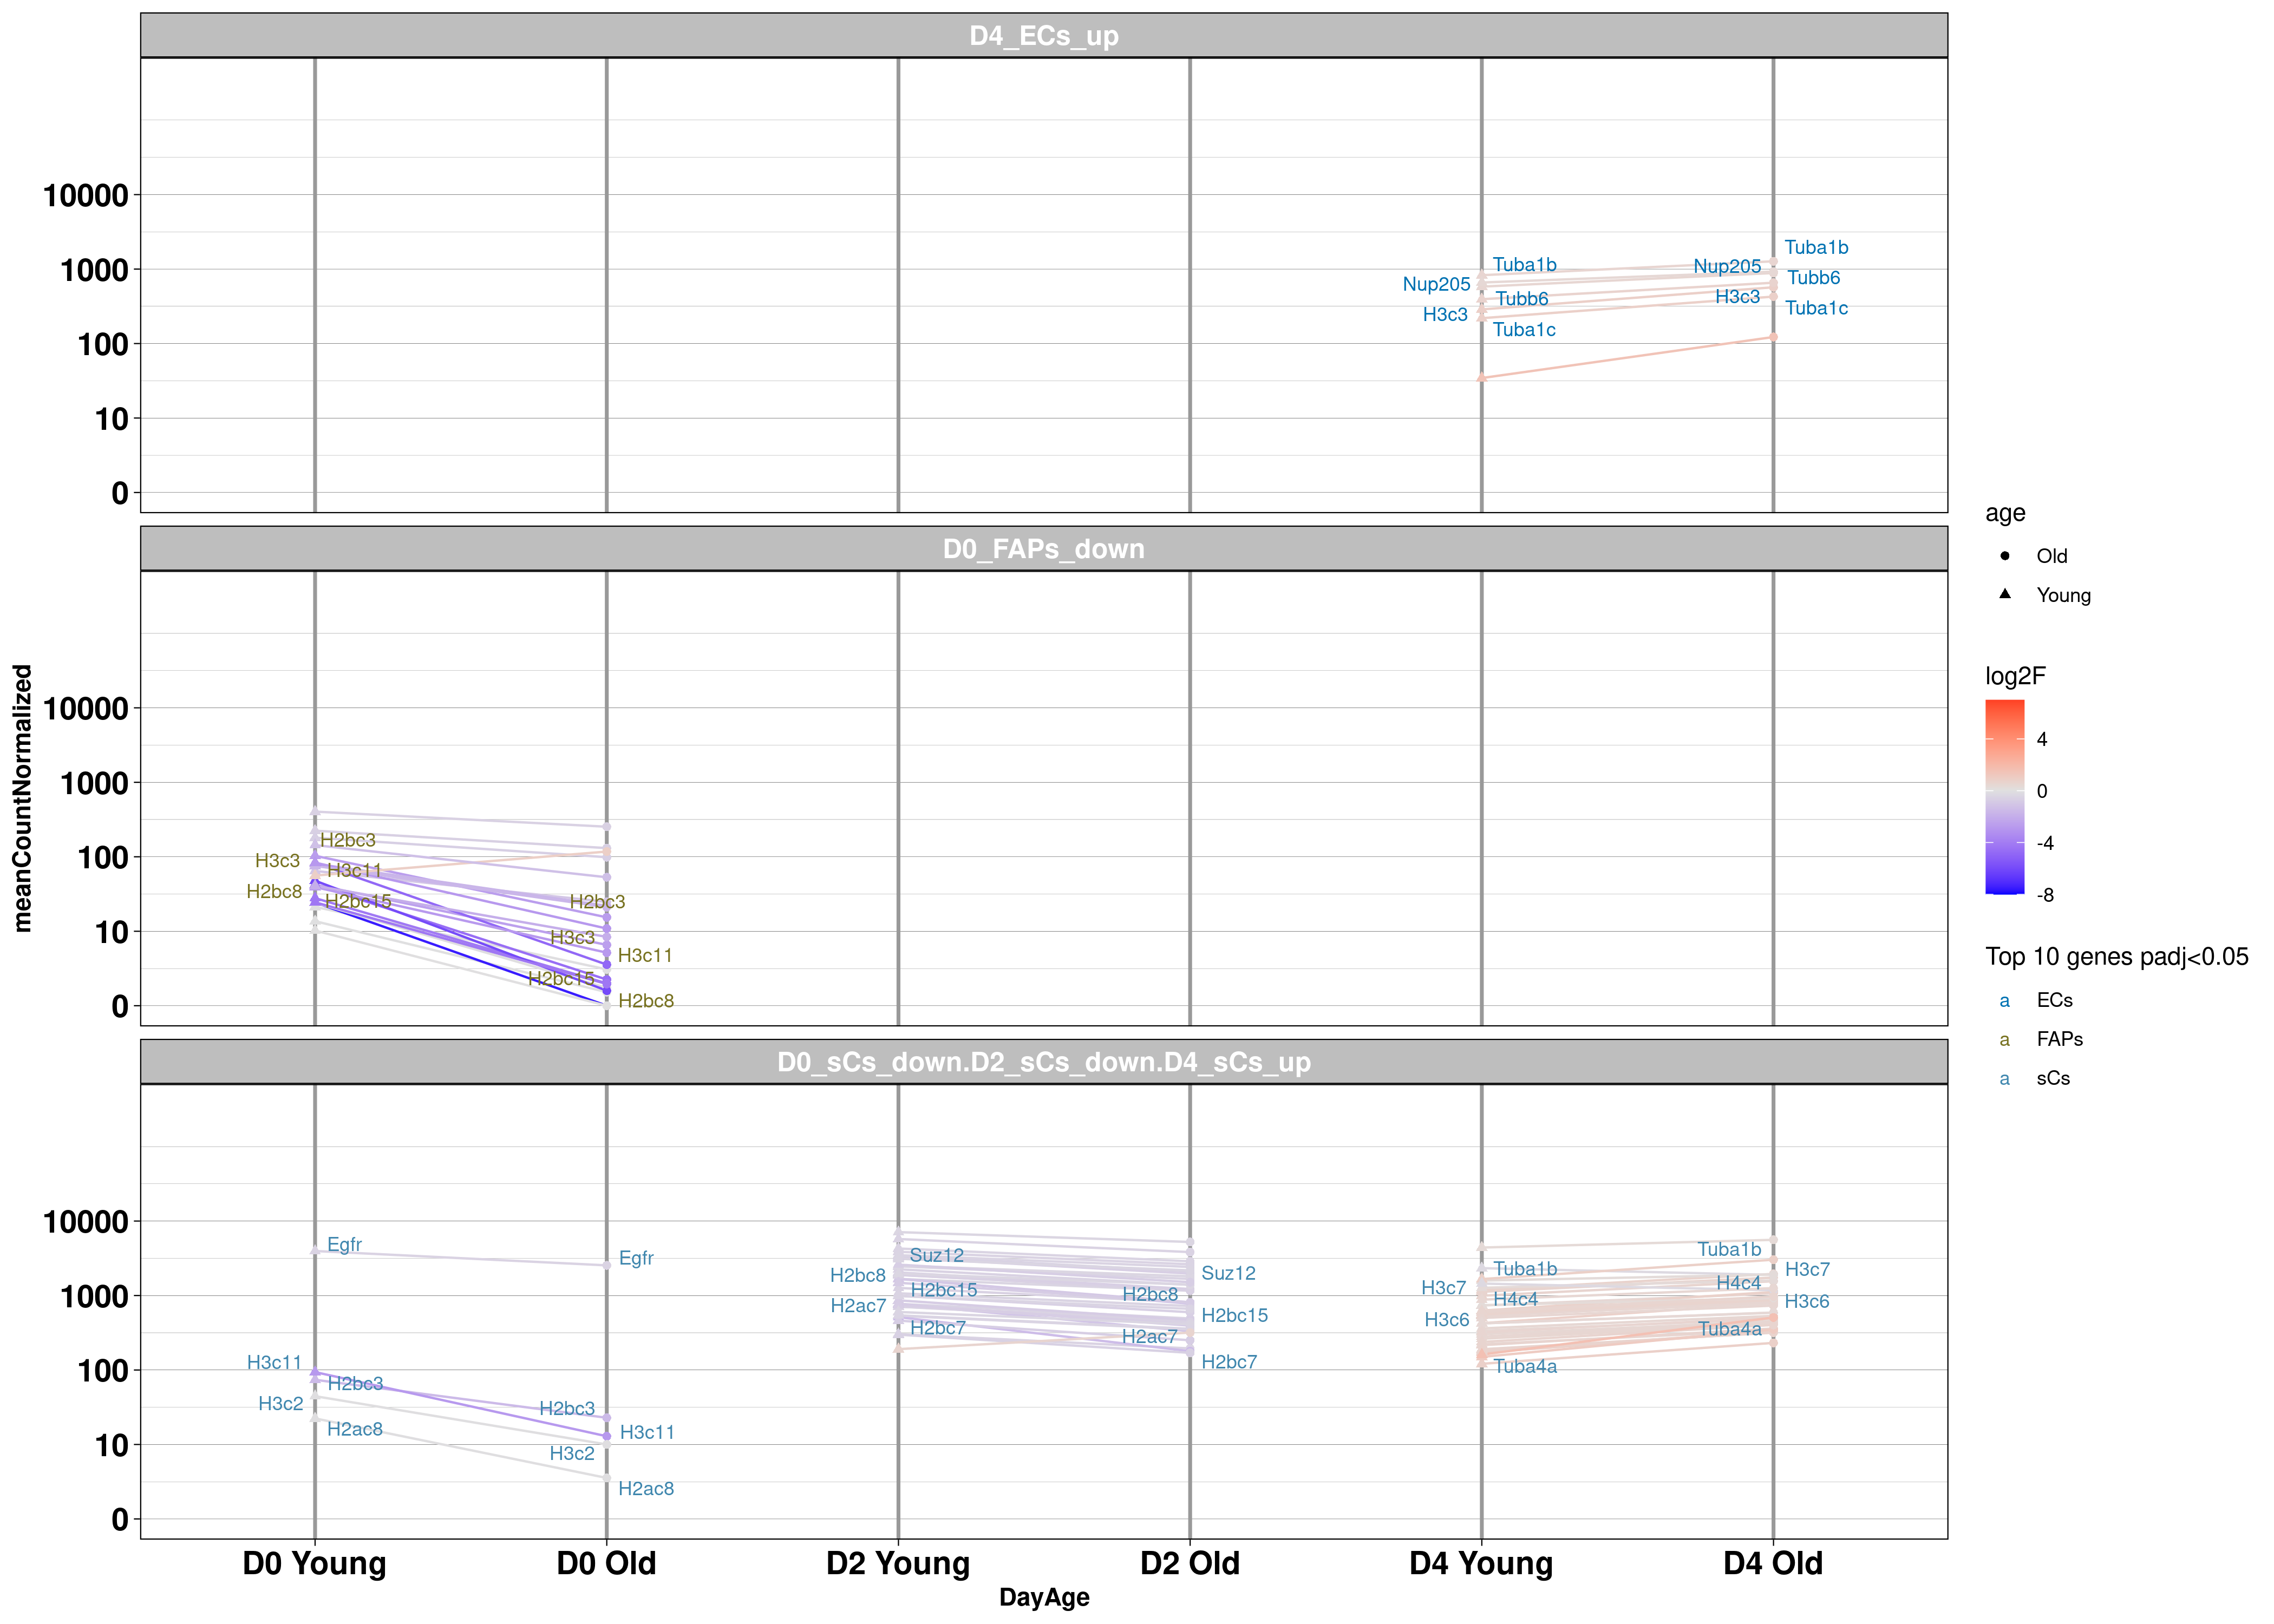 D4_ECs_up
10000
1000
100
10
0
Tuba1b
Nup205
Tubb6
H3c3
Tuba1c
Tuba1b
Nup205
Tubb6
H3c3
Tuba1c
D0_FAPs_down
10000
1000
100
10
0
H2bc3
H3c3
H3c11
H2bc8
H2bc15
H2bc3
H3c3
H3c11
H2bc15
H2bc8
D0_sCs_down.D2_sCs_down.D4_sCs_up
10000
1000
100
10
0
Egfr
H3c11
H2bc3
H3c2
H2ac8
Egfr
H2bc3
H3c11
H3c2
H2ac8
Suz12
H2bc8
H2bc15
H2ac7
H2bc7
Suz12
H2bc8
H2bc15
H2ac7
H2bc7
Tuba1b
H3c7
H4c4
H3c6
Tuba4a
Tuba1b
H3c7
H4c4
H3c6
Tuba4a
D0 Young
D0 Old
D2 Young
D2 Old
D4 Young
D4 Old
DayAge
meanCountNormalized
age
Old
Young
log2F
4
0
-4
-8
Top 10 genes padj<0.05
a ECs
a FAPs
a sCs